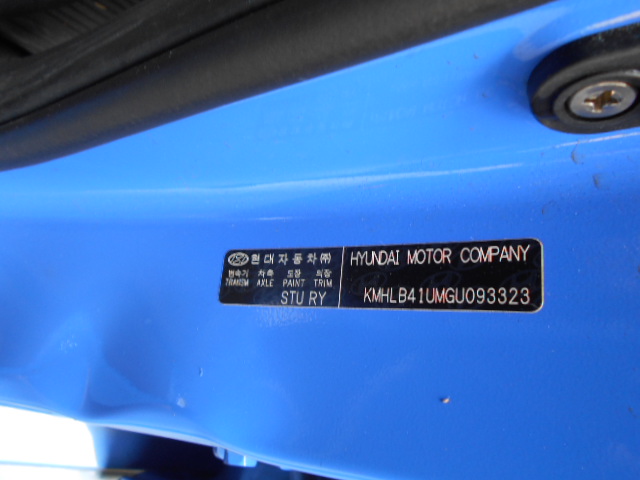 현대자동차㈜
변속기 차축 도장 의장
TRANSM AXLE PAINT TRIM
STU RY
HYUNDAI MOTOR COMPANY
KMHLB41UMGU093323